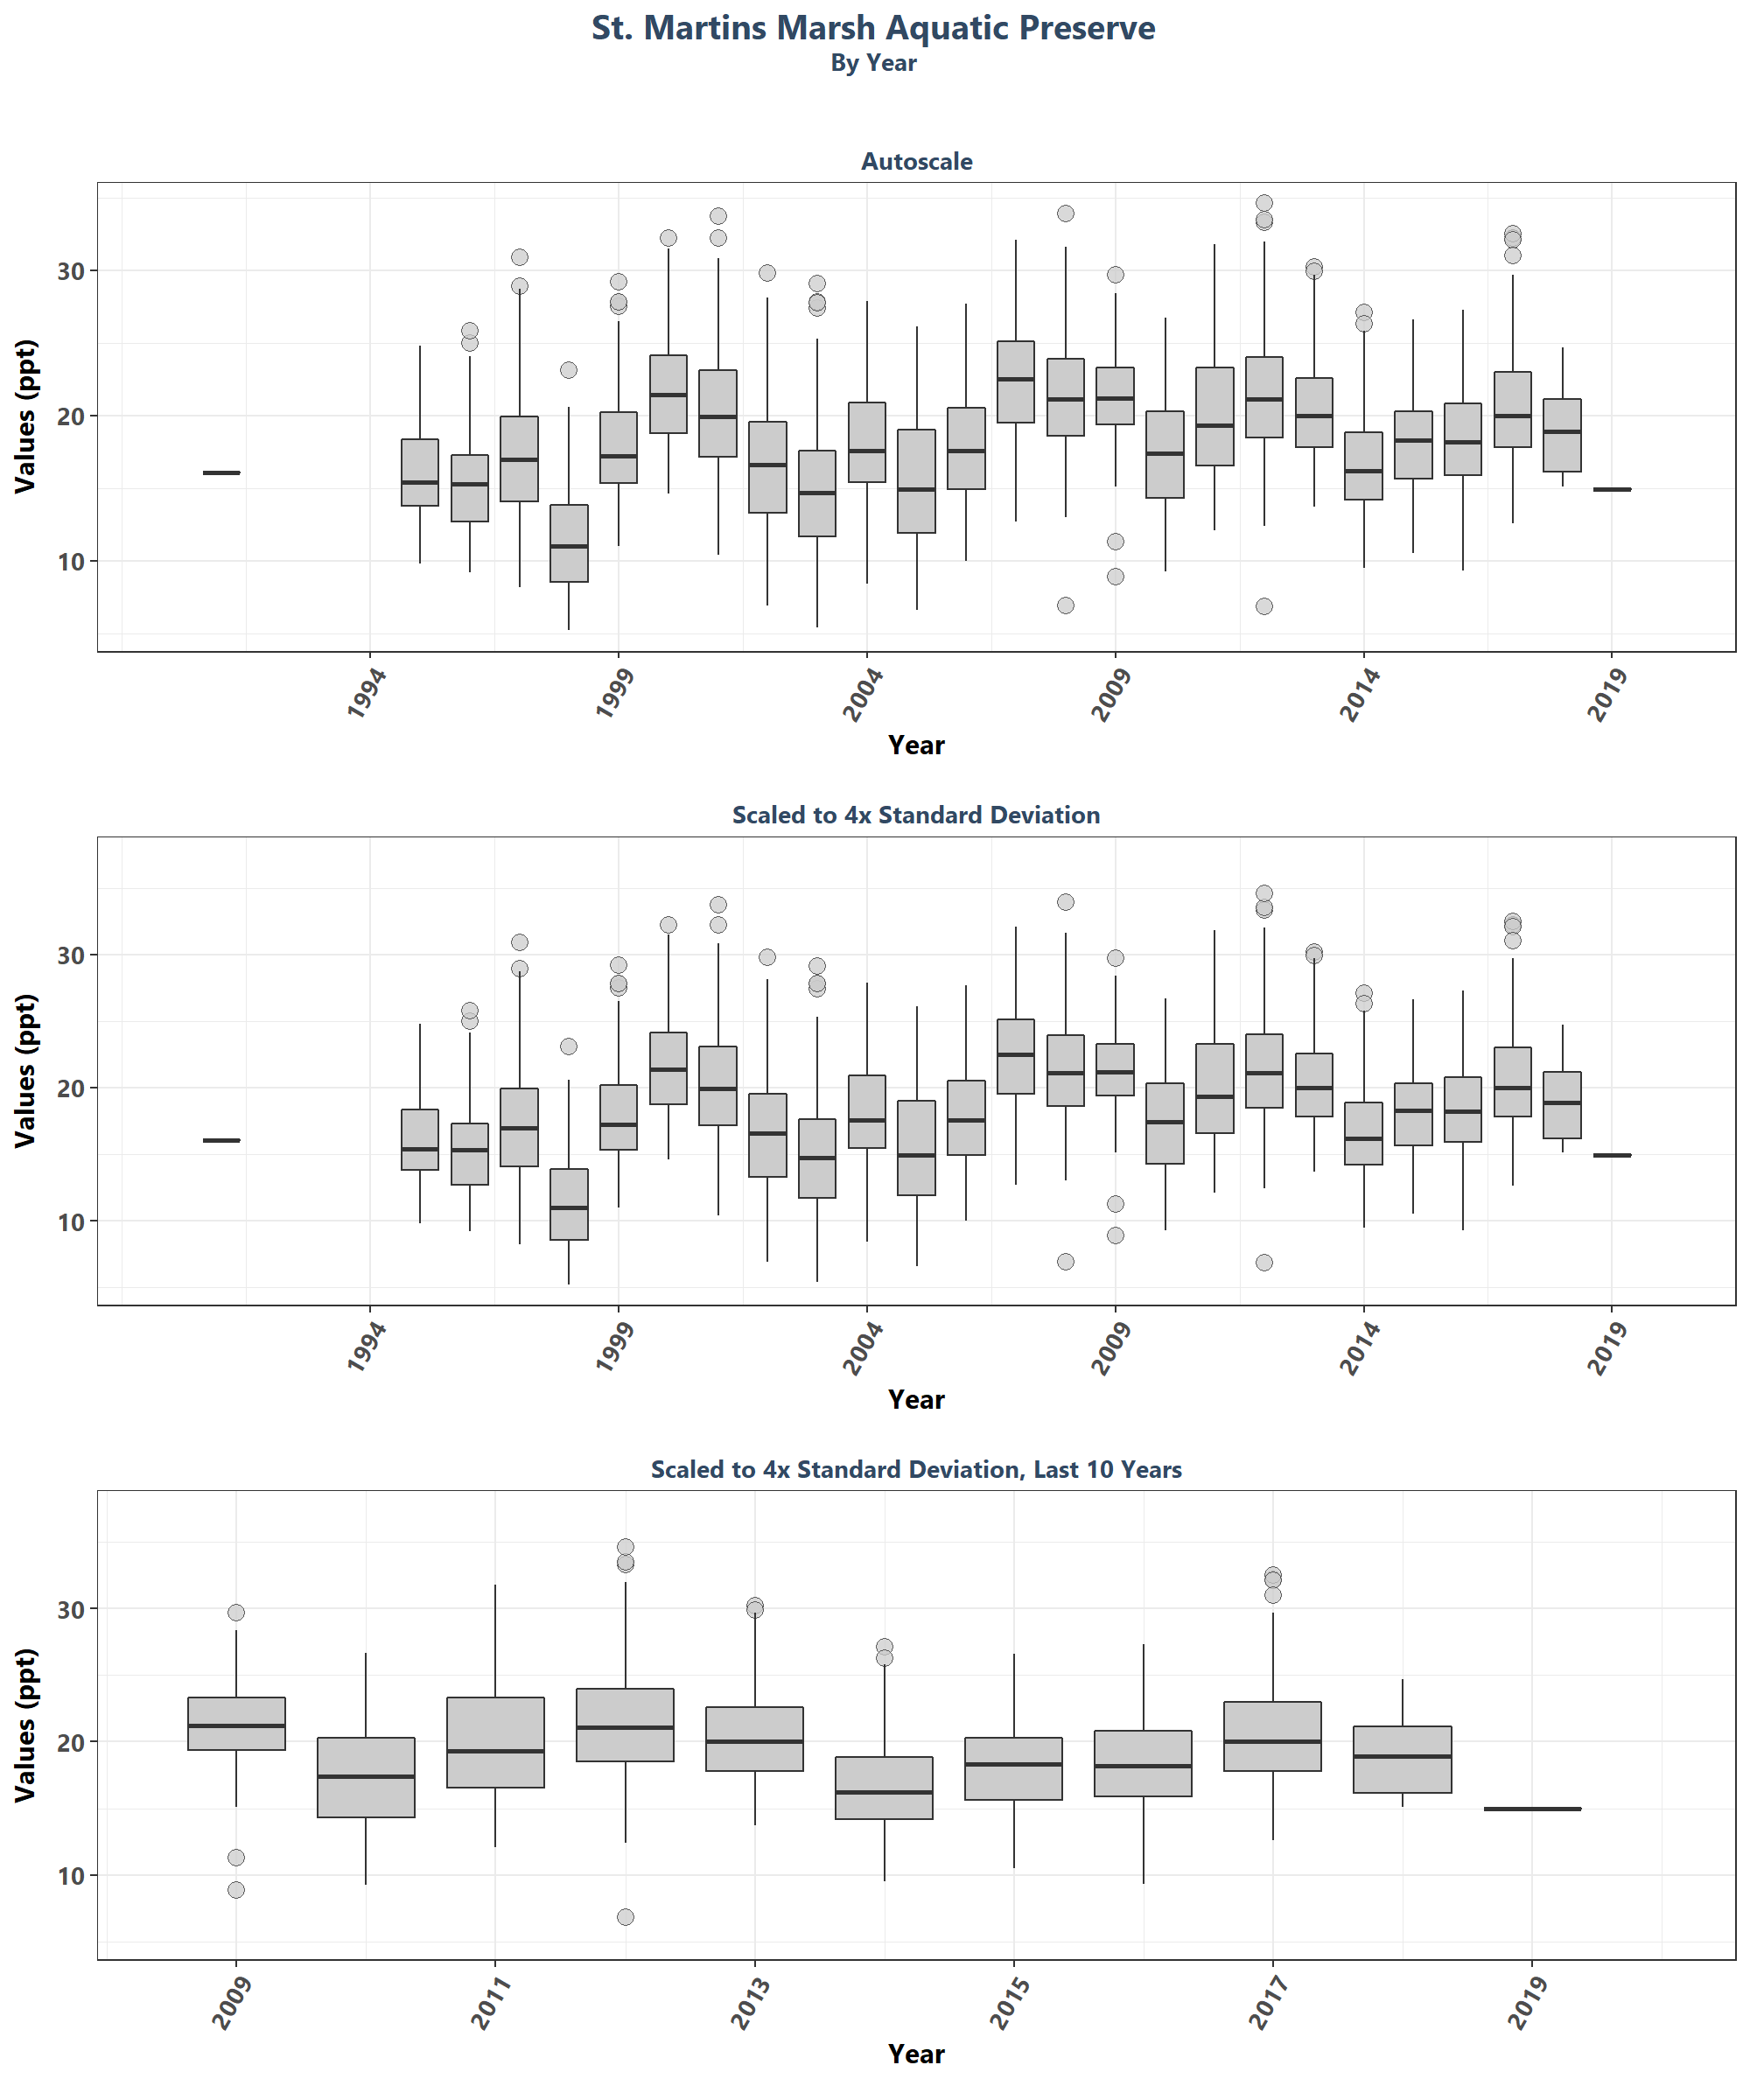 St. Martins Marsh Aquatic Preserve
By Year
Autoscale
Values (ppt)
30
20
10
1994 1999 2004 2009 2014 2019
Year
Scaled to 4x Standard Deviation
Values (ppt)
30
20
10
1994 1999 2004 2009 2014 2019
Year
Scaled to 4x Standard Deviation, Last 10 Years
Values (ppt)
30
20
10
2009 2011 2013 2015 2017 2019
Year